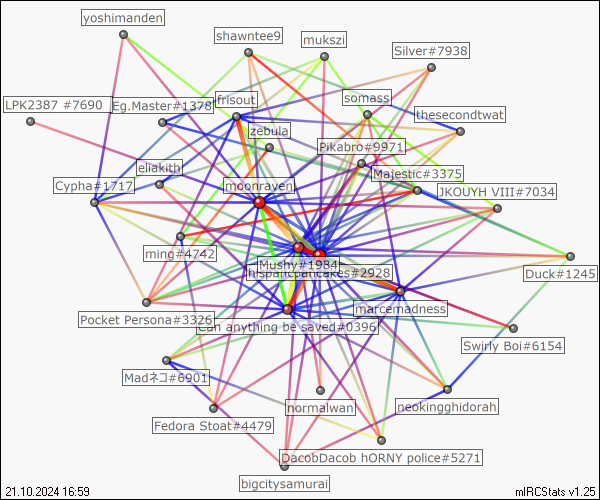 yoshimanden
shawntee9
mukszi
Silver#7938
LPK2387 #7690
Eg.Master#1378
frisout
somass
thesecondtwat
zebula
Pikabro#9971
eliakith
Majestic#3375
Cypha#1717
moonraven
JKOUYH VIII#7034
ming#4742
Mushy#1984
hispanicpancakes#2928
Duck#1245
Pocket Persona#3326
Can anything be saved#0396
marcemadness
Swirly Boi#6154
Madネコ#6901
normalwan
neokingghidorah
Fedora Stoat#4479
DacobDacob hORNY police#5271
bigcitysamurai
21.10.2024 16:59
mIRCStats v1.25